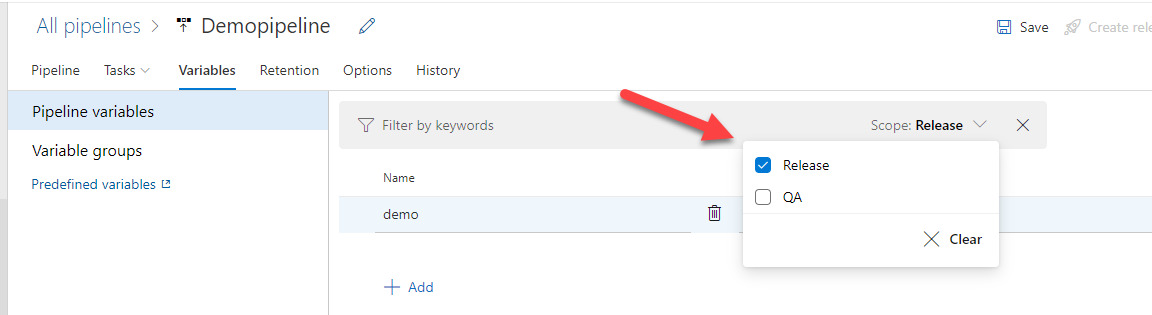 All pipelines > Demopipeline
Save Create rele
Pipeline Tasks Variables Retention Options History
Pipeline variables
Variable groups
Predefined variables
Filter by keywords Scope: Release
Release
QA
Clear
Name
demo
Add